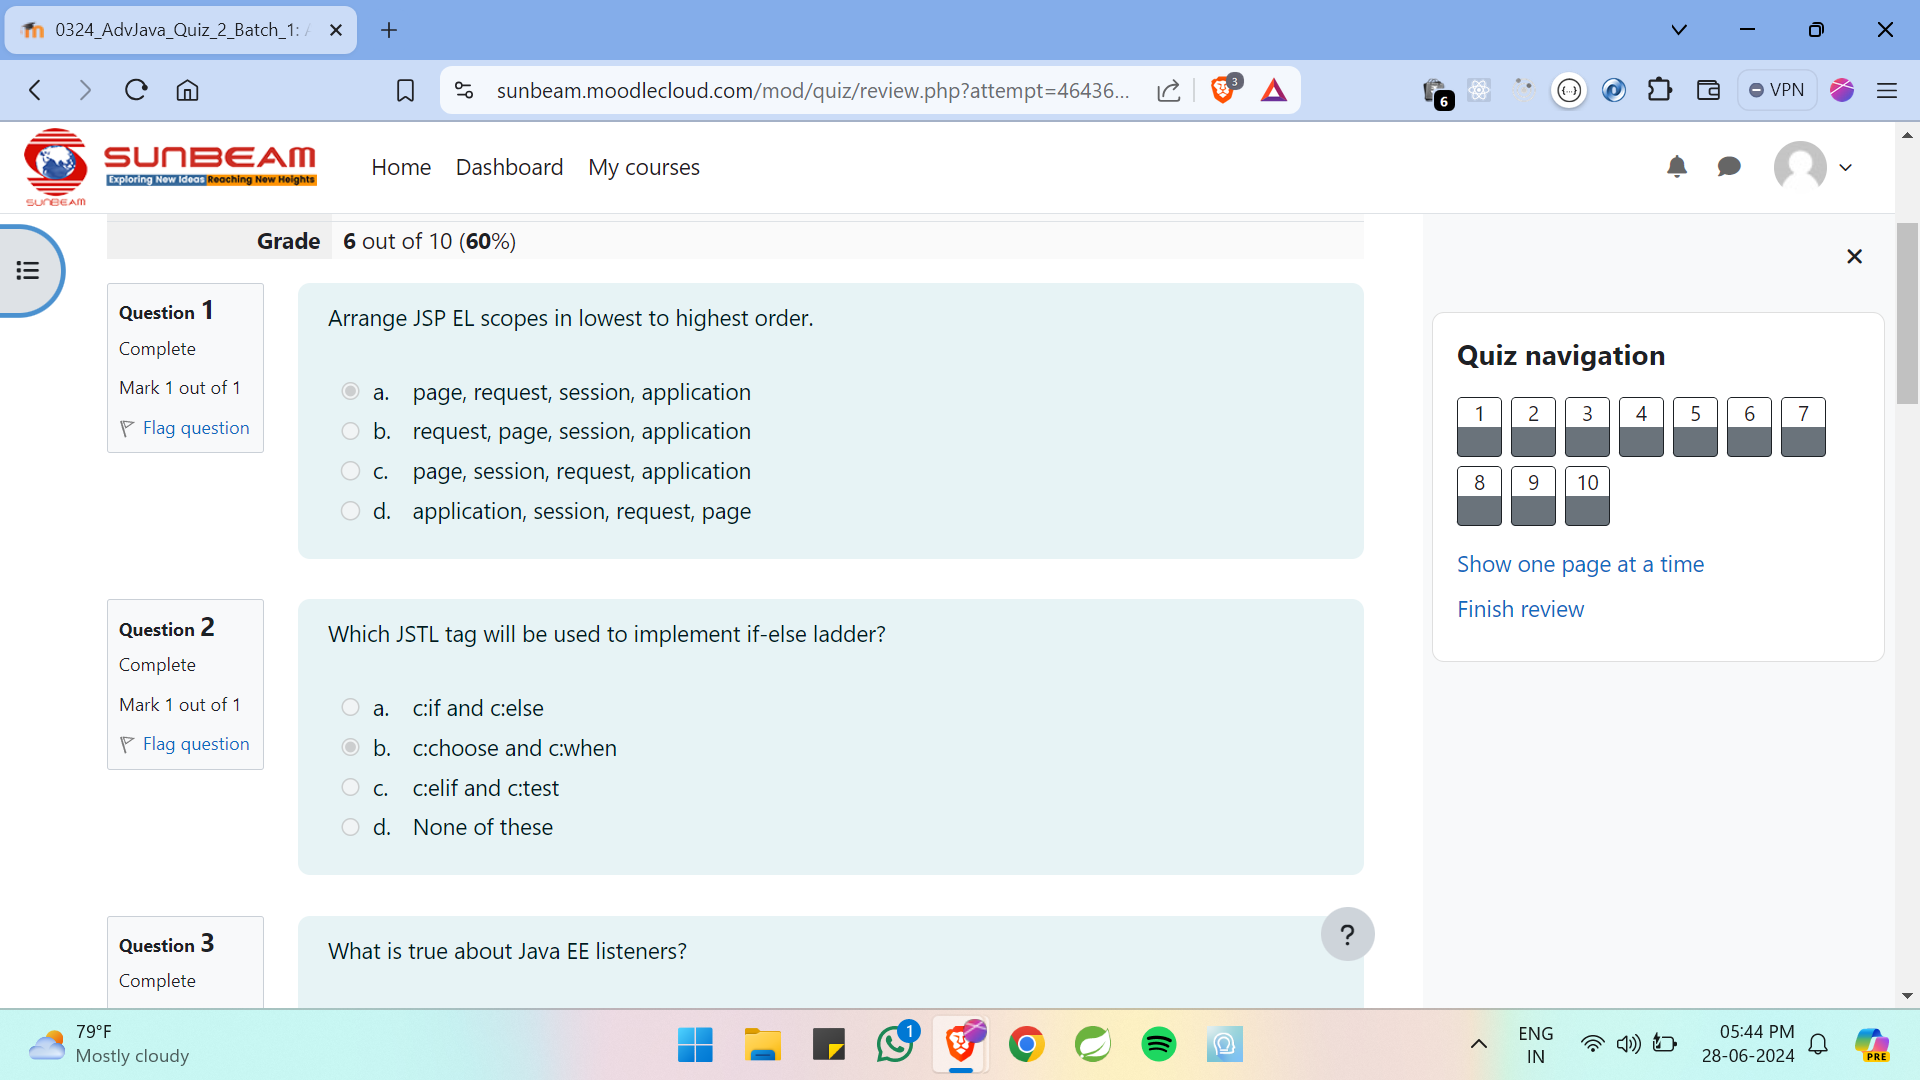 0324_AdvJava_Quiz_2_Batch_1:
sunbeam.moodlecloud.com/mod/quiz/review.php?attempt=46436...
3
6
VPN
SUNBEAM
Exploring New Ideas Reaching New Heights
SUNBEAM
Home
Dashboard
My courses
Grade
6 out of 10 (60%)
Question 1
Complete
Mark 1 out of 1
Flag question
Arrange JSP EL scopes in lowest to highest order.
a. page, request, session, application
b. request, page, session, application
c. page, session, request, application
d. application, session, request, page
Question 2
Complete
Mark 1 out of 1
Flag question
Which JSTL tag will be used to implement if-else ladder?
a. c:if and c:else
b. c:choose and c:when
c. c:elif and c:test
d. None of these
Question 3
Complete
What is true about Java EE listeners?
?
Quiz navigation
1 2 3 4 5 6 7
8 9 10
Show one page at a time
Finish review
79°F
Mostly cloudy
1
ENG
IN
05:44 PM
28-06-2024
PRE